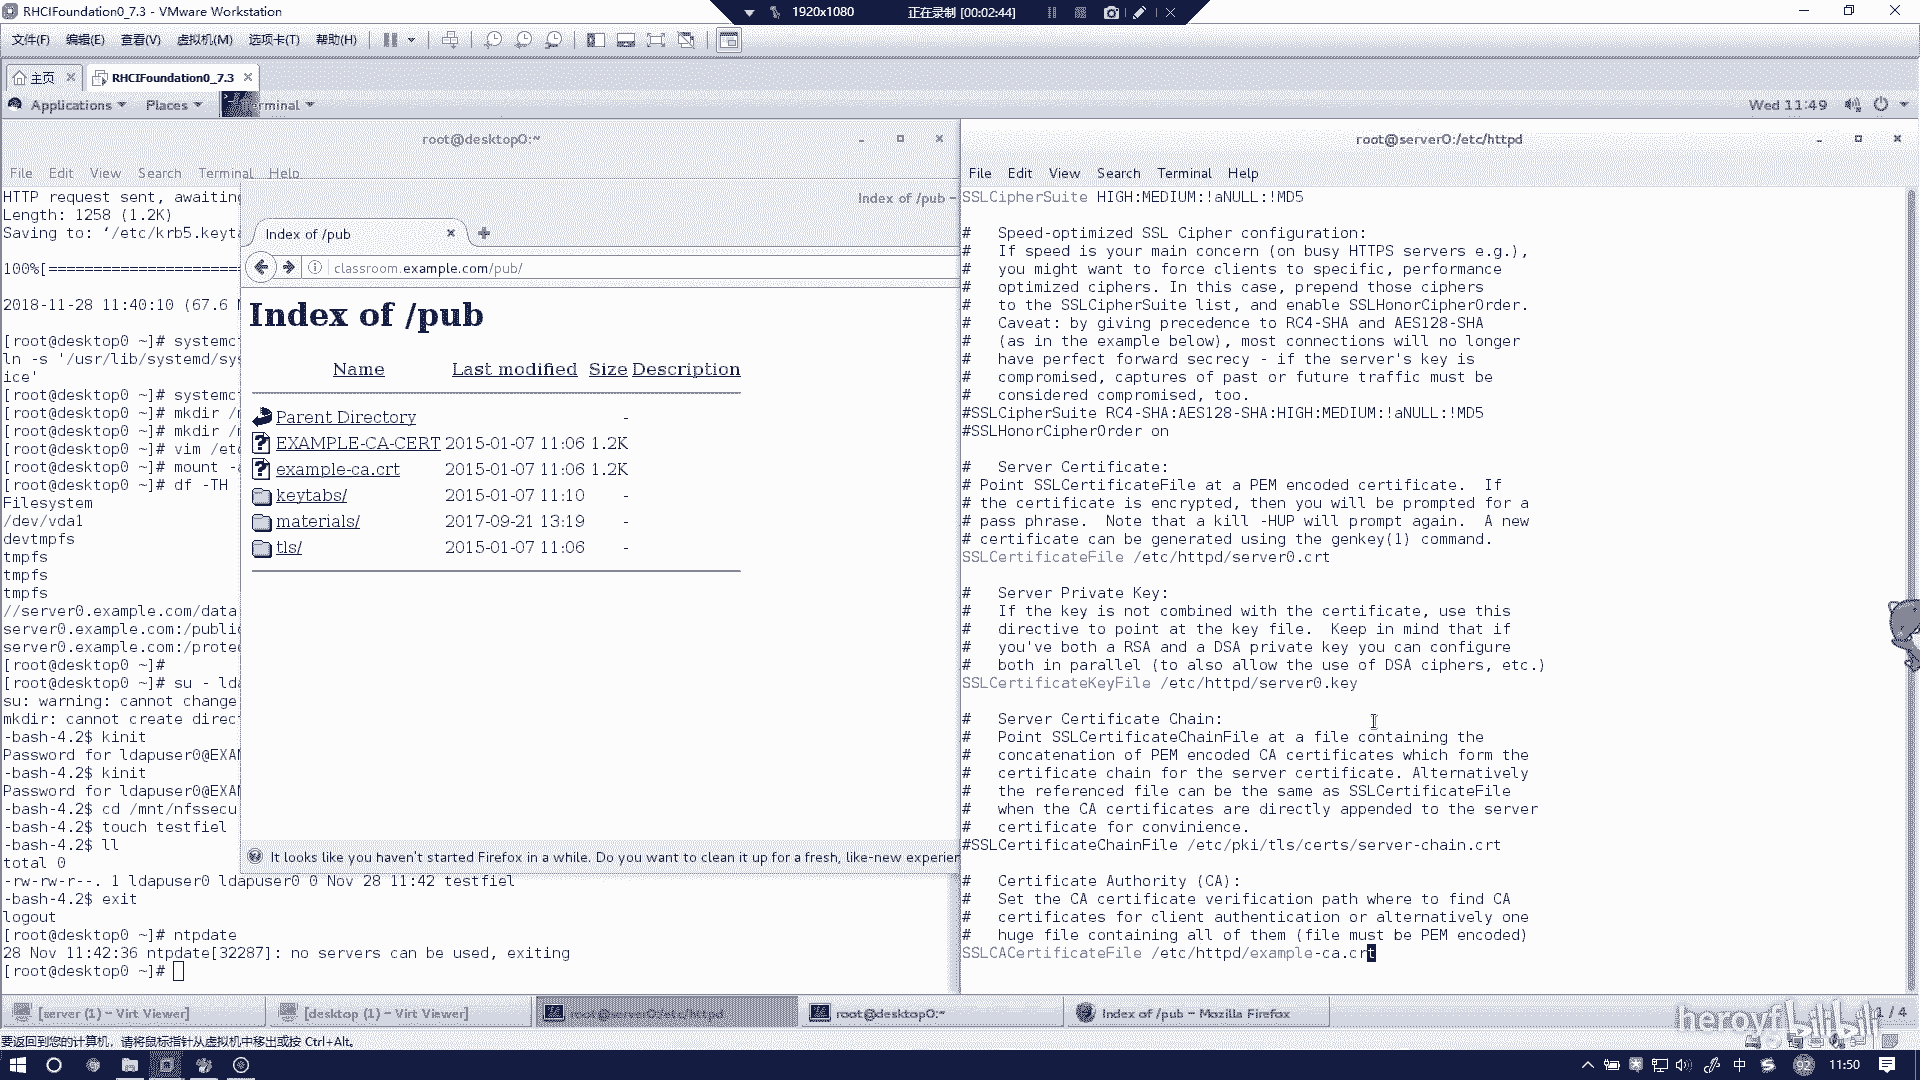 RHCIFoundation0_7.3 - VMware Workstation
1920x1080
正在录制 [00:02:44]
文件(F) 编辑(E) 查看(V) 虚拟机(M) 选项卡(T) 帮助(H)
主页
RHCIFoundation0_7.3
Applications Places Terminal Wed 11:49
root@desktop0:~
File Edit View Search Terminal Help
HTTP request sent, awaiting
Length: 1258 (1.2K)
Saving to: ‘/etc/krb5.keyta
100%[======================
2018-11-28 11:40:10 (67.6
[root@desktop0 ~]# systemc
ln -s '/usr/lib/systemd/sys
ice'
[root@desktop0 ~]# systemc
[root@desktop0 ~]# mkdir /
[root@desktop0 ~]# mkdir /
[root@desktop0 ~]# vim /etc
[root@desktop0 ~]# mount -a
[root@desktop0 ~]# df -TH
Filesystem
/dev/vda1
devtmpfs
tmpfs
tmpfs
tmpfs
//server0.example.com/data
server0.example.com:/public
server0.example.com:/prote
[root@desktop0 ~]#
[root@desktop0 ~]# su - lda
su: warning: cannot change
mkdir: cannot create direct
-bash-4.2$ kinit
Password for ldapuser0@EXAM
-bash-4.2$ kinit
Password for ldapuser0@EXAM
-bash-4.2$ cd /mnt/nfssecu
-bash-4.2$ touch testfiel
-bash-4.2$ ll
total 0
-rw-rw-r--. 1 ldapuser0 ldapuser0 0 Nov 28 11:42 testfiel
-bash-4.2$ exit
logout
[root@desktop0 ~]# ntpdate
28 Nov 11:42:36 ntpdate[32287]: no servers can be used, exiting
[root@desktop0 ~]#
Index of /pub -
Index of /pub
classroom.example.com/pub/
Index of /pub
Name Last modified Size Description
Parent Directory -
EXAMPLE-CA-CERT 2015-01-07 11:06 1.2K
example-ca.crt 2015-01-07 11:06 1.2K
keytabs/ 2015-01-07 11:10 -
materials/ 2017-09-21 13:19 -
tls/ 2015-01-07 11:06 -
It looks like you haven't started Firefox in a while. Do you want to clean it up for a fresh, like-new experien
root@server0:/etc/httpd
File Edit View Search Terminal Help
SSLCipherSuite HIGH:MEDIUM:!aNULL:!MD5
# Speed-optimized SSL Cipher configuration:
# If speed is your main concern (on busy HTTPS servers e.g.),
# you might want to force clients to specific, performance
# optimized ciphers. In this case, prepend those ciphers
# to the SSLCipherSuite list, and enable SSLHonorCipherOrder.
# Caveat: by giving precedence to RC4-SHA and AES128-SHA
# (as in the example below), most connections will no longer
# have perfect forward secrecy - if the server's key is
# compromised, captures of past or future traffic must be
# considered compromised, too.
#SSLCipherSuite RC4-SHA:AES128-SHA:HIGH:MEDIUM:!aNULL:!MD5
#SSLHonorCipherOrder on
# Server Certificate:
# Point SSLCertificateFile at a PEM encoded certificate. If
# the certificate is encrypted, then you will be prompted for a
# pass phrase. Note that a kill -HUP will prompt again. A new
# certificate can be generated using the genkey(1) command.
SSLCertificateFile /etc/httpd/server0.crt
# Server Private Key:
# If the key is not combined with the certificate, use this
# directive to point at the key file. Keep in mind that if
# you've both a RSA and a DSA private key you can configure
# both in parallel (to also allow the use of DSA ciphers, etc.)
SSLCertificateKeyFile /etc/httpd/server0.key
# Server Certificate Chain:
# Point SSLCertificateChainFile at a file containing the
# concatenation of PEM encoded CA certificates which form the
# certificate chain for the server certificate. Alternatively
# the referenced file can be the same as SSLCertificateFile
# when the CA certificates are directly appended to the server
# certificate for convinience.
#SSLCertificateChainFile /etc/pki/tls/certs/server-chain.crt
# Certificate Authority (CA):
# Set the CA certificate verification path where to find CA
# certificates for client authentication or alternatively one
# huge file containing all of them (file must be PEM encoded)
SSLCACertificateFile /etc/httpd/example-ca.crt
[server (1) - Virt Viewer]
[desktop (1) - Virt Viewer]
root@server0:/etc/httpd
root@desktop0:~
Index of /pub - Mozilla Firefox
1 / 4
heroyf bilibili
要返回到您的计算机，请将鼠标指针从虚拟机中移出或按 Ctrl+Alt。
中
92
11:50